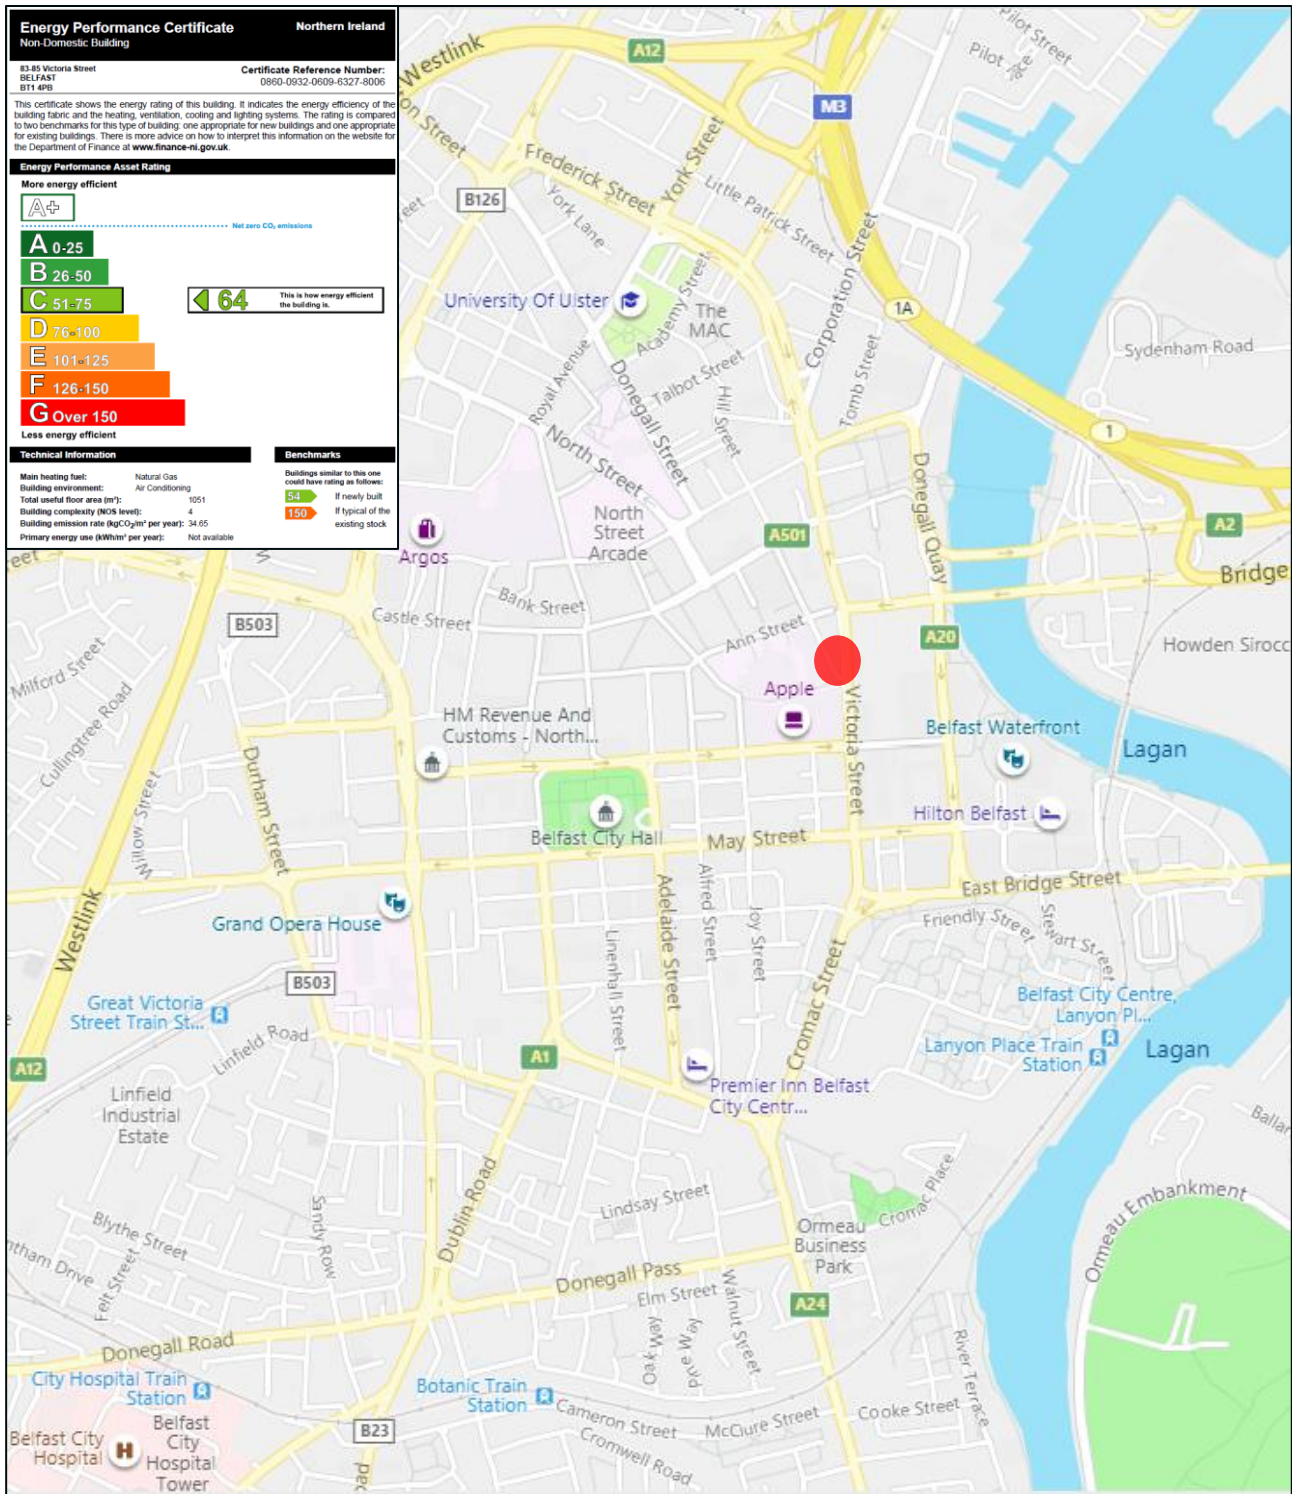 Energy Performance Certificate
Northern Ireland
Non-Domestic Building
83-85 Victoria Street
BELFAST
BT1 4PB
Certificate Reference Number:
0860-0932-0609-6327-8006
This certificate shows the energy rating of this building. It indicates the energy efficiency of the
building fabric and the heating, ventilation, cooling and lighting systems. The rating is compared
to two benchmarks for this type of building: one appropriate for new buildings and one appropriate
for existing buildings. There is more advice on how to interpret this information on the website for
the Department of Finance at www.finance-ni.gov.uk.
Energy Performance Asset Rating
More energy efficient
A+
Net zero CO₂ emissions
A 0-25
B 26-50
C 51-75
64
This is how energy efficient
the building is.
D 76-100
E 101-125
F 126-150
G Over 150
Less energy efficient
Technical Information
Main heating fuel: Natural Gas
Building environment: Air Conditioning
Total useful floor area (m²): 1051
Building complexity (NOS level): 4
Building emission rate (kgCO₂/m² per year): 34.65
Primary energy use (kWh/m² per year): Not available
Benchmarks
Buildings similar to this one
could have rating as follows:
54 If newly built
150 If typical of the
existing stock
Westlink
A12
M3
Pilot Street
Pilot
on Street
Frederick Street
York Street
Little Patrick Street
B126
eet
York Lane
Corporation Street
University Of Ulster
Academy Street
The
MAC
1A
Sydenham Road
Tomb Street
Talbot Street
Royal Avenue
Donegall Street
Hill Street
1
North Street
Donegall Quay
North
Street
Arcade
A501
A2
Argos
Bridge
eet
Bank Street
Castle Street
B503
Ann Street
A20
Howden Sirocc
Milford Street
Cullingtree Road
Apple
Victoria Street
HM Revenue And
Customs - North...
Belfast Waterfront
Lagan
Durham Street
Willow Street
Hilton Belfast
Belfast City Hall
May Street
East Bridge Street
Alfred Street
Adelaide Street
Joy Street
Friendly Street
Stewart Street
Westlink
Grand Opera House
Linenhall Street
Cromac Street
B503
Great Victoria
Street Train St...
Belfast City Centre,
Lanyon Pl...
Linfield Road
Lanyon Place Train
Station
Lagan
A12
A1
Linfield
Industrial
Estate
Premier Inn Belfast
City Centr...
Ballar
Dublin Road
Sandy Row
Lindsay Street
Cromac Place
Ormeau Embankment
Blythe Street
Ormeau
Business
Park
ntham Drive
Felt Street
Donegall Pass
Elm Street
A24
Walnut Street
Oak Way
Pine Way
Donegall Road
River Terrace
City Hospital Train
Station
Botanic Train
Station
Cameron Street
McClure Street
Cooke Street
B23
Cromwell Road
Belfast City
Hospital
H
Belfast
City
Hospital
Tower